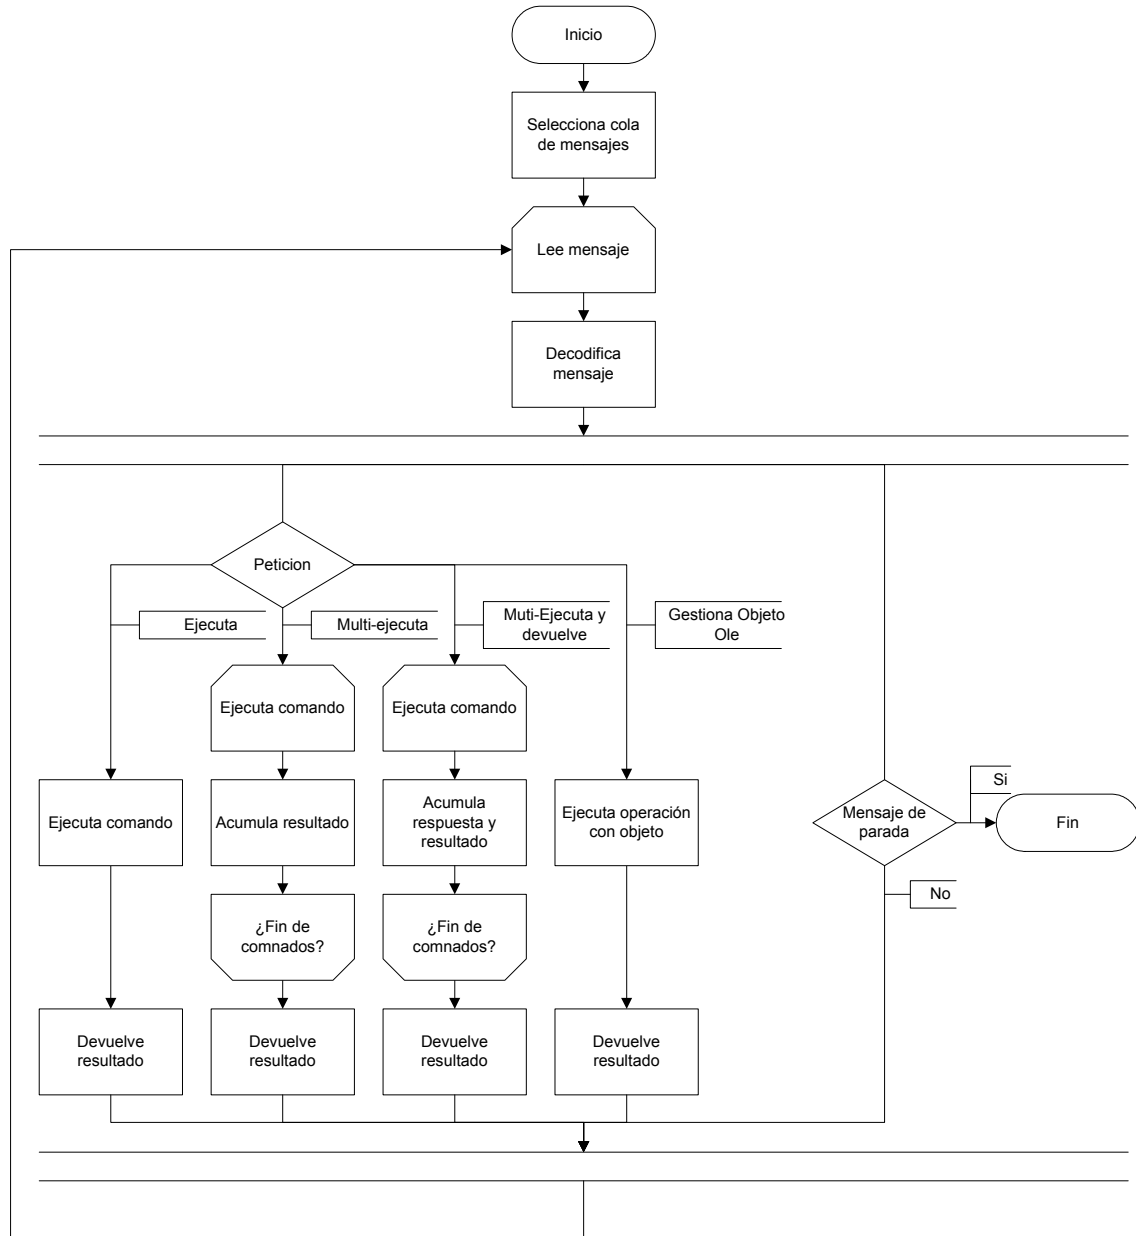 Inicio
Selecciona cola
de mensajes
Lee mensaje
Decodifica
mensaje
Peticion
Ejecuta
Multi-ejecuta
Muti-Ejecuta y
devuelve
Gestiona Objeto
Ole
Ejecuta comando
Ejecuta comando
Ejecuta comando
Acumula resultado
Acumula
respuesta y
resultado
Ejecuta operación
con objeto
Mensaje de
parada
Si
Fin
No
¿Fin de
comnados?
¿Fin de
comnados?
Devuelve
resultado
Devuelve
resultado
Devuelve
resultado
Devuelve
resultado